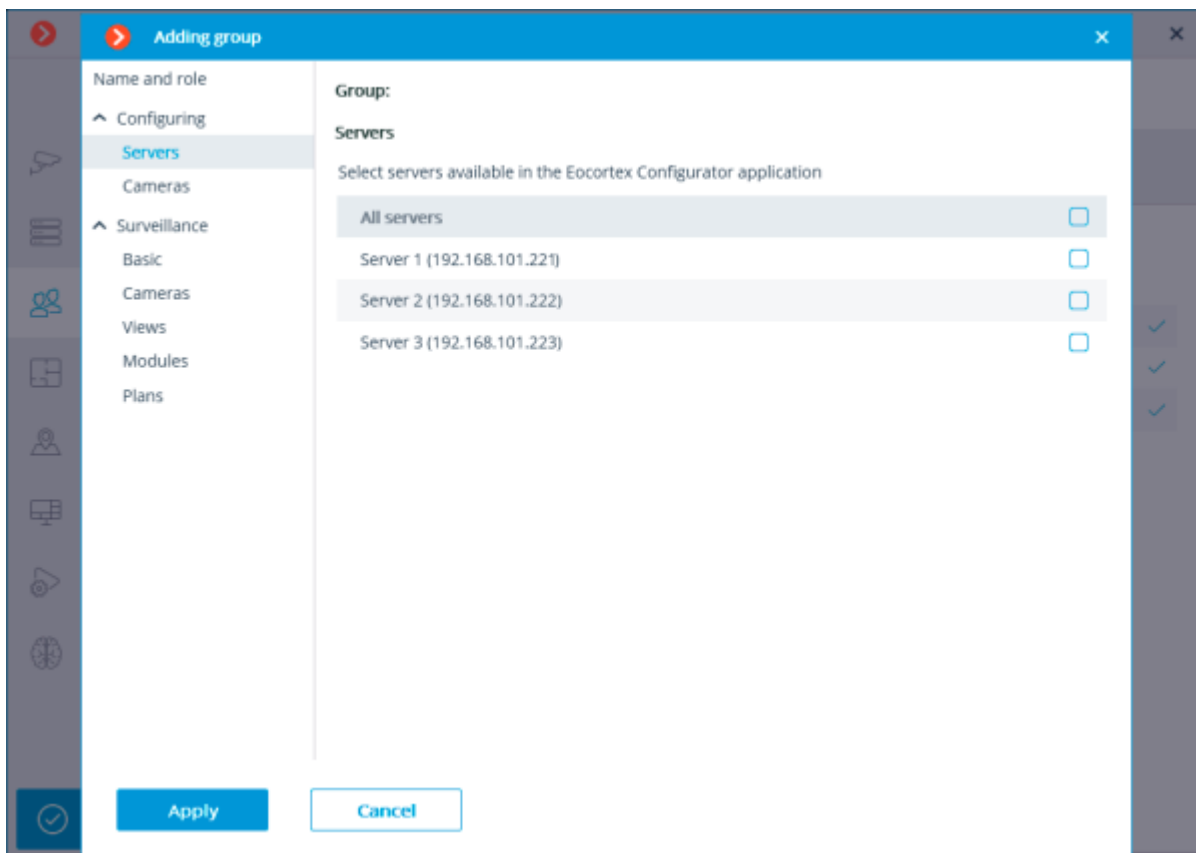 Adding group
Name and role
Configuring
Servers
Cameras
Surveillance
Basic
Cameras
Views
Modules
Plans
Group:
Servers
Select servers available in the Eocortex Configurator application
All servers
Server 1 (192.168.101.221)
Server 2 (192.168.101.222)
Server 3 (192.168.101.223)
Apply
Cancel